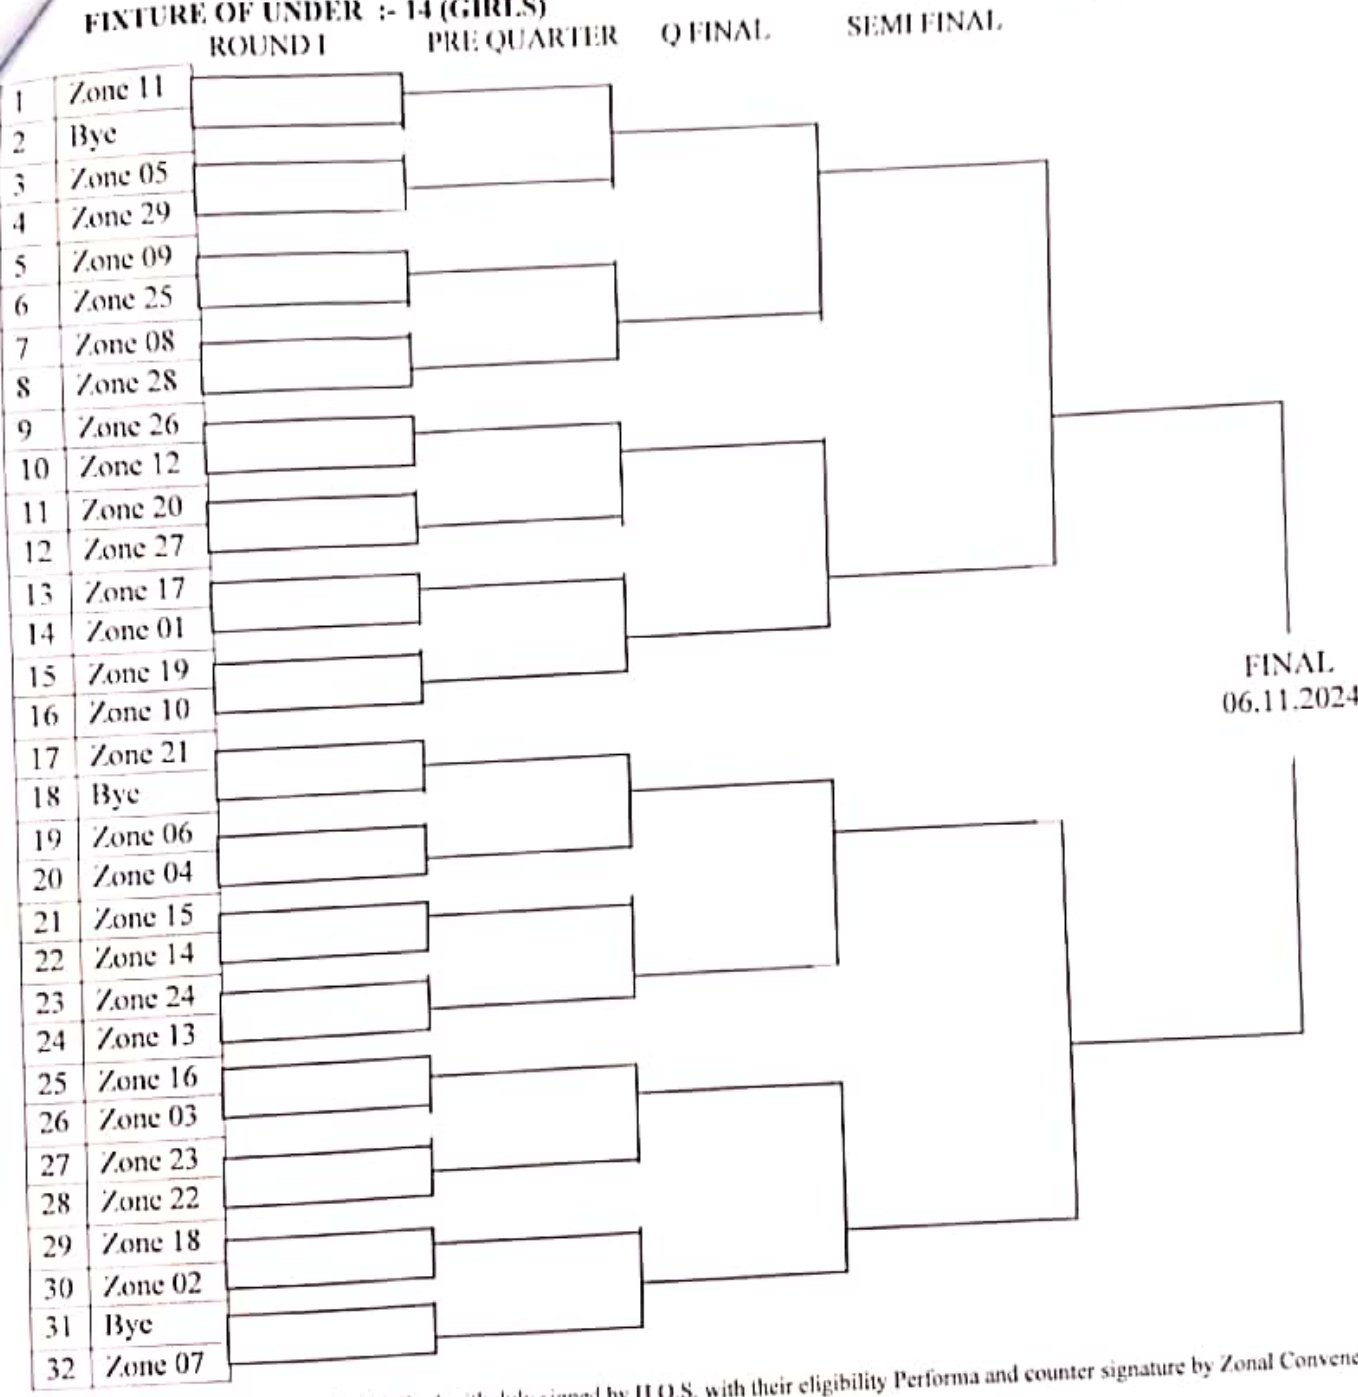 FIXTURE OF UNDER :- 14 (GIRLS)
ROUND I PRE QUARTER Q FINAL SEMI FINAL
1 Zone 11
2 Bye
3 Zone 05
4 Zone 29
5 Zone 09
6 Zone 25
7 Zone 08
8 Zone 28
9 Zone 26
10 Zone 12
11 Zone 20
12 Zone 27
13 Zone 17
14 Zone 01
15 Zone 19
16 Zone 10
FINAL
06.11.2024
17 Zone 21
18 Bye
19 Zone 06
20 Zone 04
21 Zone 15
22 Zone 14
23 Zone 24
24 Zone 13
25 Zone 16
26 Zone 03
27 Zone 23
28 Zone 22
29 Zone 18
30 Zone 02
31 Bye
32 Zone 07
signed by H.O.S. with their eligibility Performa and counter signature by Zonal